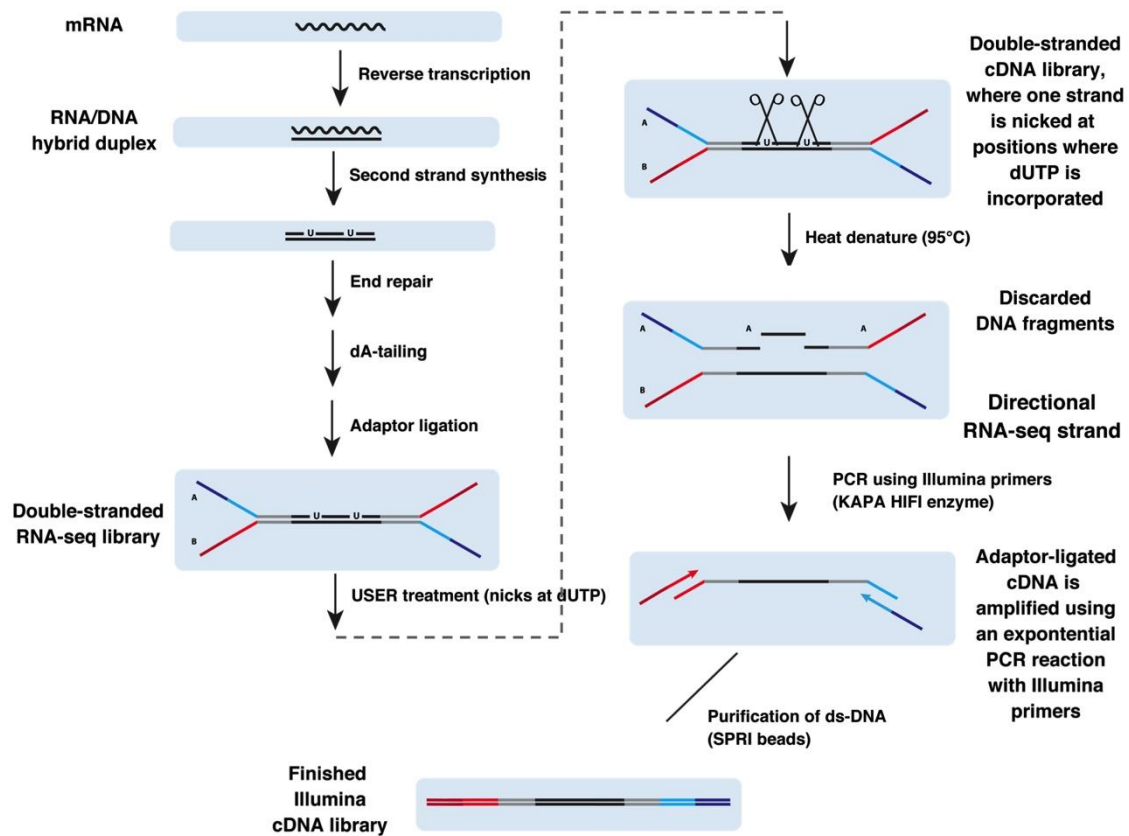 mRNA
Reverse transcription
RNA/DNA
hybrid duplex
Second strand synthesis
U U
End repair
dA-tailing
Adaptor ligation
Double-stranded
RNA-seq library
A
U U
B
USER treatment (nicks at dUTP)
Double-stranded
cDNA library,
where one strand
is nicked at
positions where
dUTP is
incorporated
A
U U
B
Heat denature (95°C)
Discarded
DNA fragments
A A A
B
Directional
RNA-seq strand
PCR using Illumina primers
(KAPA HIFI enzyme)
Adaptor-ligated
cDNA is
amplified using
an expontential
PCR reaction
with Illumina
primers
Purification of ds-DNA
(SPRI beads)
Finished
Illumina
cDNA library